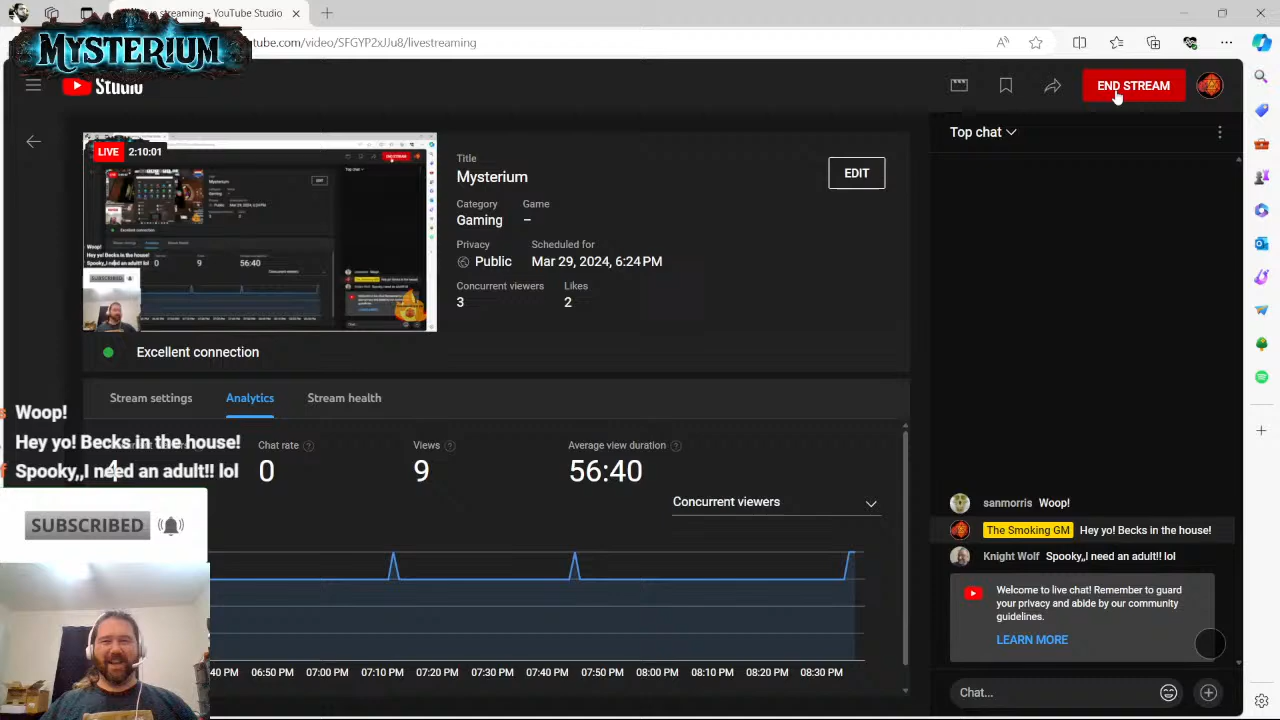 ve streaming - YouTube Studio
MYSTERIUM
tube.com/video/SFGYP2xJJu8/livestreaming
Studio
END STREAM
LIVE 2:10:01
Title
Mysterium
EDIT
Category Game
Gaming –
Privacy Scheduled for
Public Mar 29, 2024, 6:24 PM
Concurrent viewers Likes
3 2
Excellent connection
Stream settings Analytics Stream health
Chat rate Views Average view duration
4 0 9 56:40
Concurrent viewers
Woop!
Hey yo! Becks in the house!
Spooky,,I need an adult!! lol
SUBSCRIBED
:40 PM 06:50 PM 07:00 PM 07:10 PM 07:20 PM 07:30 PM 07:40 PM 07:50 PM 08:00 PM 08:10 PM 08:20 PM 08:30 PM
Top chat
sanmorris Woop!
The Smoking GM Hey yo! Becks in the house!
Knight Wolf Spooky,,I need an adult!! lol
Welcome to live chat! Remember to guard
your privacy and abide by our community
guidelines.
LEARN MORE
Chat...